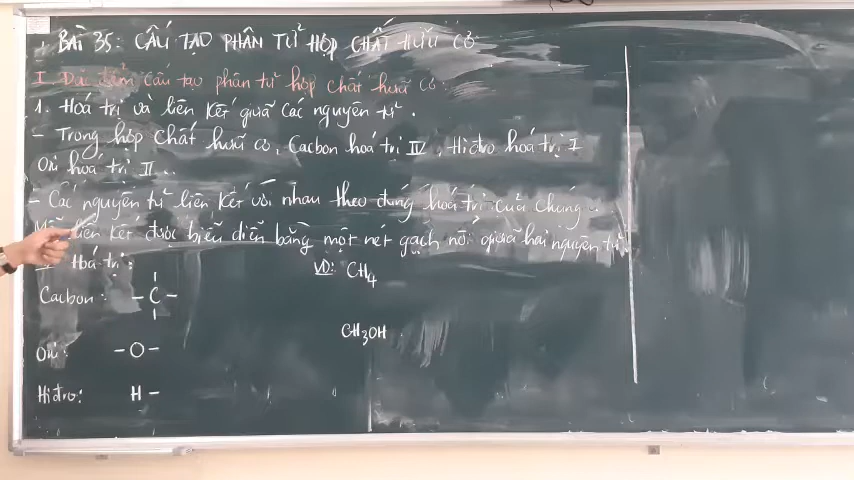 BÀI 35: CẤU TẠO PHÂN TỬ HỢP CHẤT HỮU CƠ
I Đặc điểm cấu tạo phân tử hợp chất hữu cơ:
1. Hoá trị và liên kết giữa các nguyên tử.
- Trong hợp chất hữu cơ, Cacbon hoá trị IV, Hiđro hoá trị I
Oxi hoá trị II..
- Các nguyên tử liên kết với nhau theo đúng hoá trị của chúng.
liên kết được biểu diễn bằng một nét gạch nối giữa hai nguyên tử.
Hoá trị:
VD: CH4
Cacbon: - C -
CH3OH
Oxi: - O -
Hiđro: H -